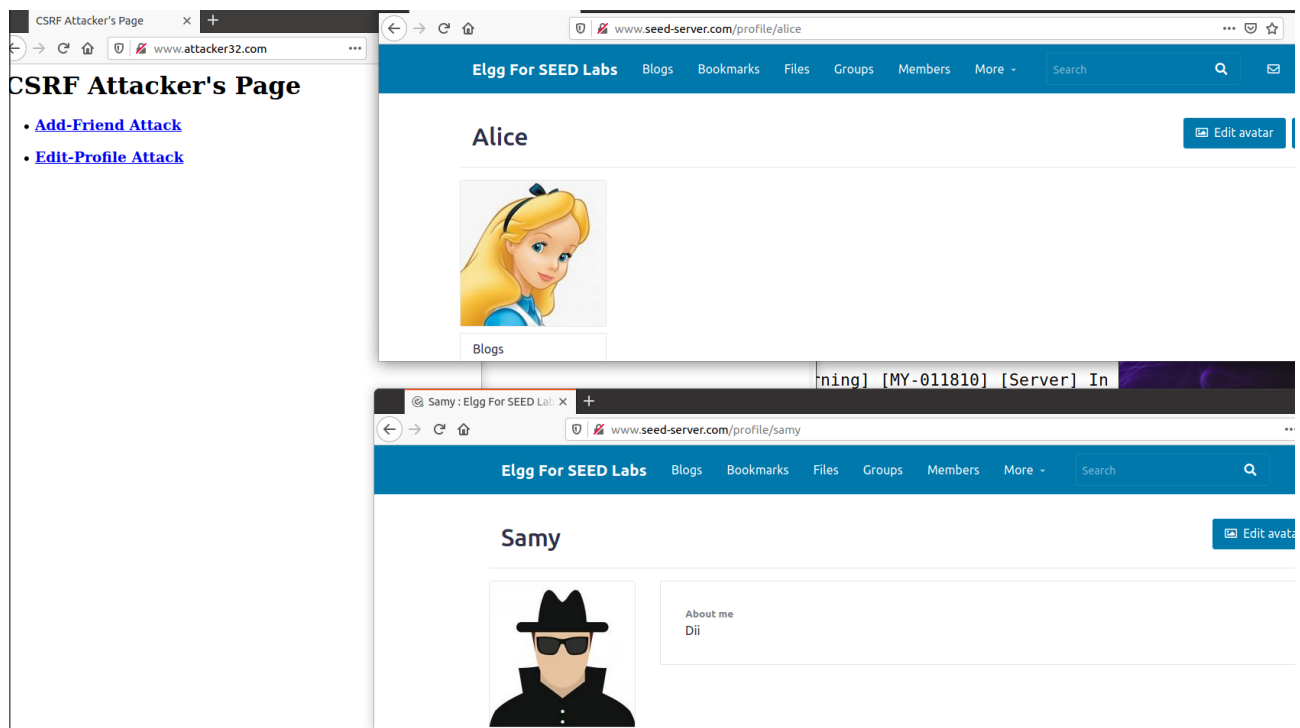 CSRF Attacker's Page
www.attacker32.com
CSRF Attacker's Page
Add-Friend Attack
Edit-Profile Attack
www.seed-server.com/profile/alice
Elgg For SEED Labs Blogs Bookmarks Files Groups Members More Search
Alice
Edit avatar
Blogs
rning] [MY-011810] [Server] In
Samy : Elgg For SEED Lab
www.seed-server.com/profile/samy
Elgg For SEED Labs Blogs Bookmarks Files Groups Members More Search
Samy
Edit avata
About me
Dii